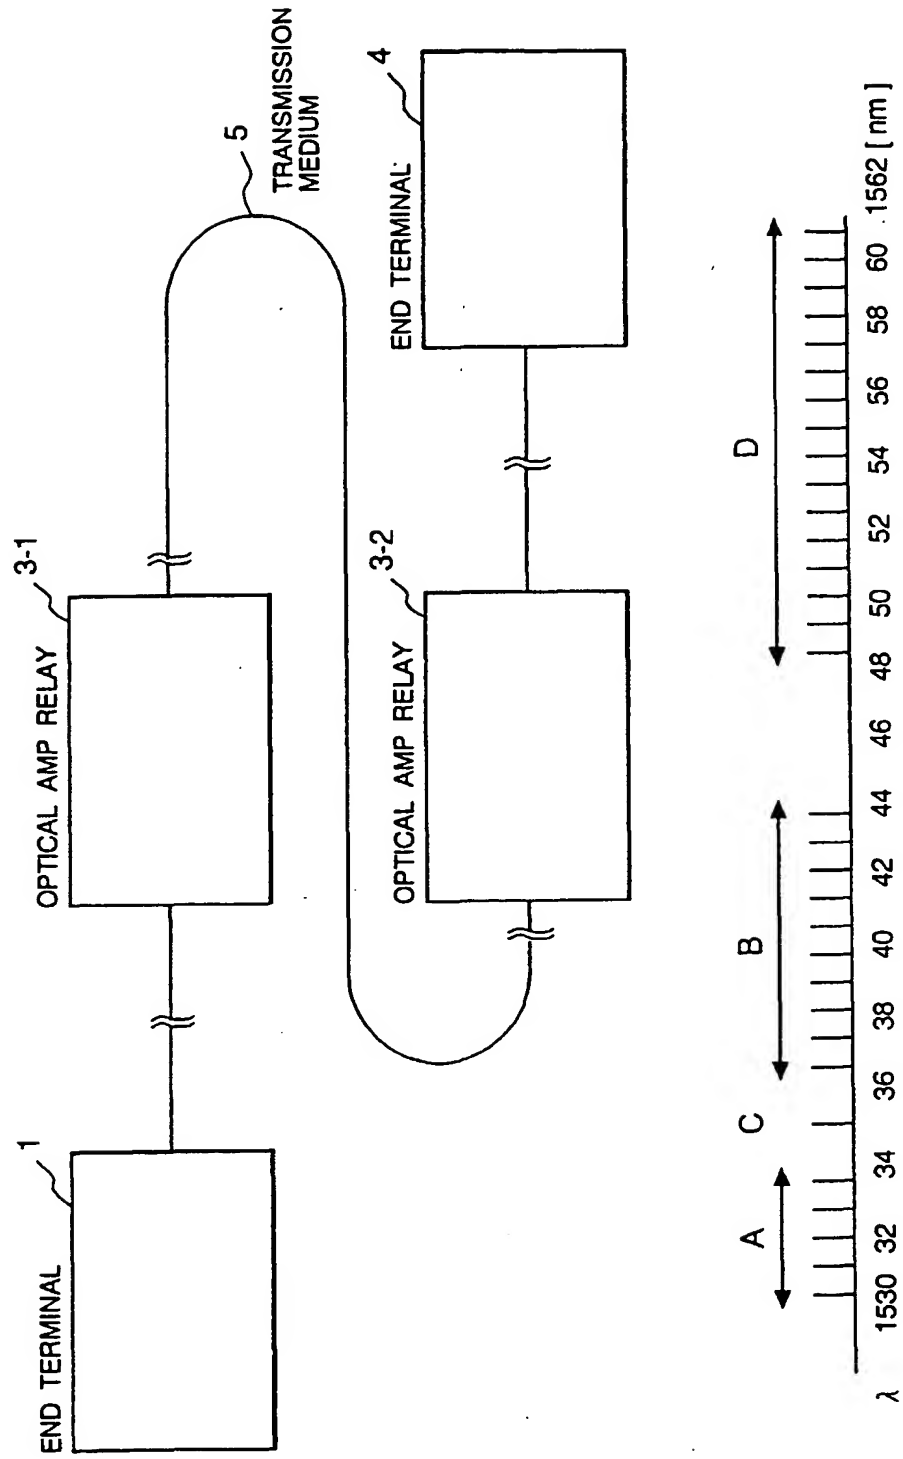 END TERMINAL
1
OPTICAL AMP RELAY
3-1
5
TRANSMISSION
MEDIUM
OPTICAL AMP RELAY
3-2
END TERMINAL
4
A
C
B
D
λ 1530 32 34 36 38 40 42 44 46 48 50 52 54 56 58 60 1562 [ nm ]